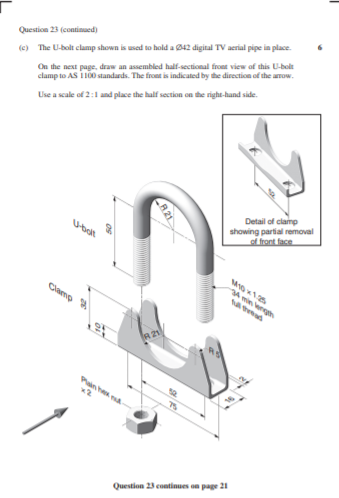 Question 23 (continued)
(c) The U-bolt clamp shown is used to hold a Ø42 digital TV aerial pipe in place. 6
On the next page, draw an assembled half-sectional front view of this U-bolt
clamp to AS 1100 standards. The front is indicated by the direction of the arrow.
Use a scale of 2 : 1 and place the half section on the right-hand side.
52
Detail of clamp
showing partial removal
of front face
R 21
U-bolt
50
M10 × 1.25
34 min length
full thread
Clamp
32
10
R 21
R 5
2
16
52
75
Plain hex nut
× 2
Question 23 continues on page 21